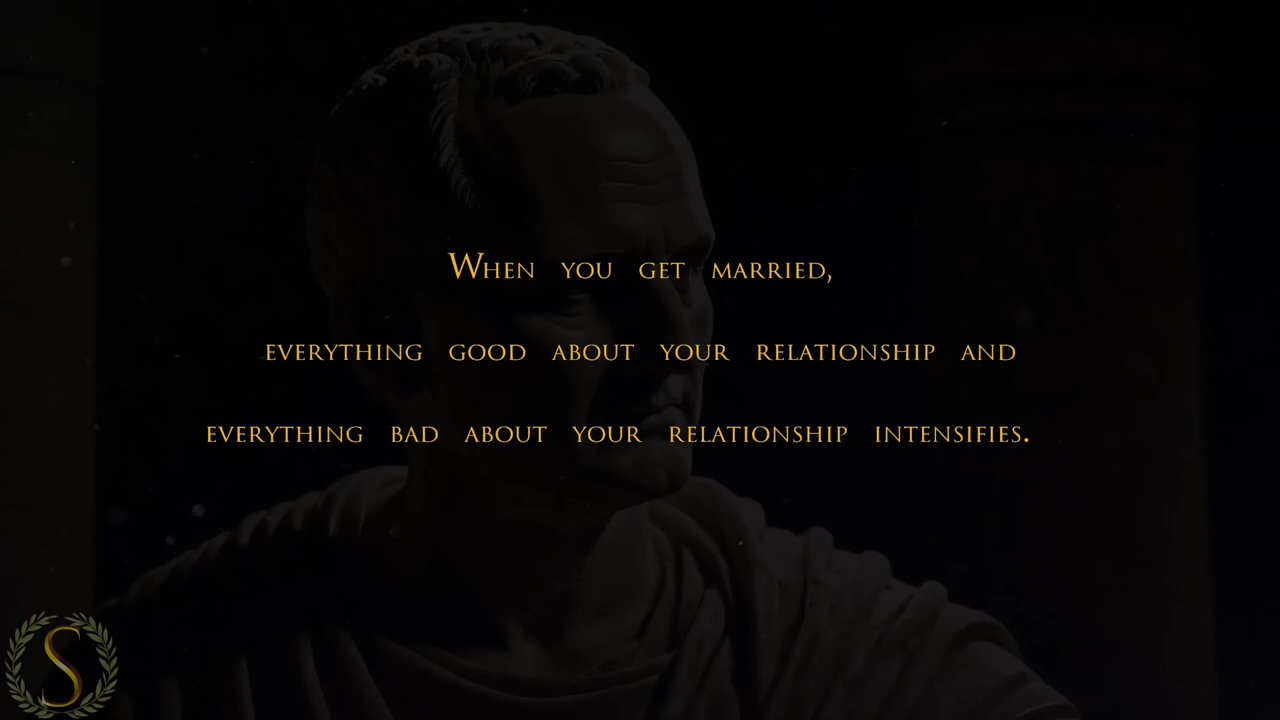 When you get married,
everything good about your relationship and
everything bad about your relationship intensifies.
S